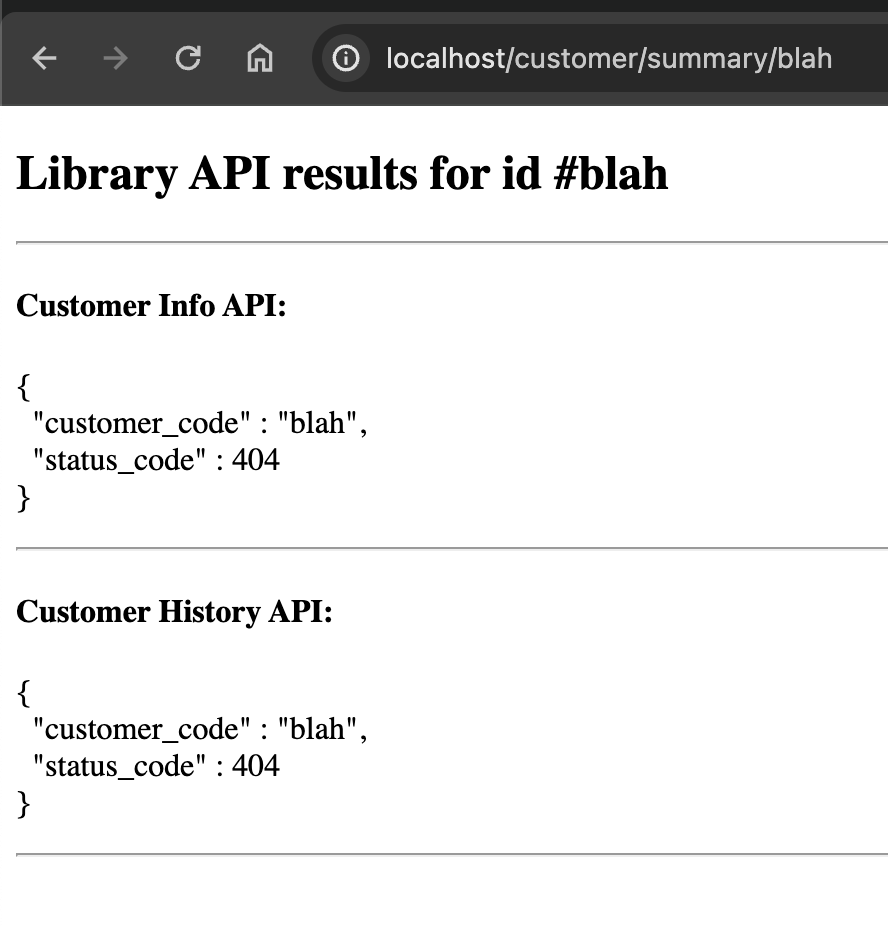 localhost/customer/summary/blah
Library API results for id #blah
Customer Info API:
{
"customer_code" : "blah",
"status_code" : 404
}
Customer History API:
{
"customer_code" : "blah",
"status_code" : 404
}